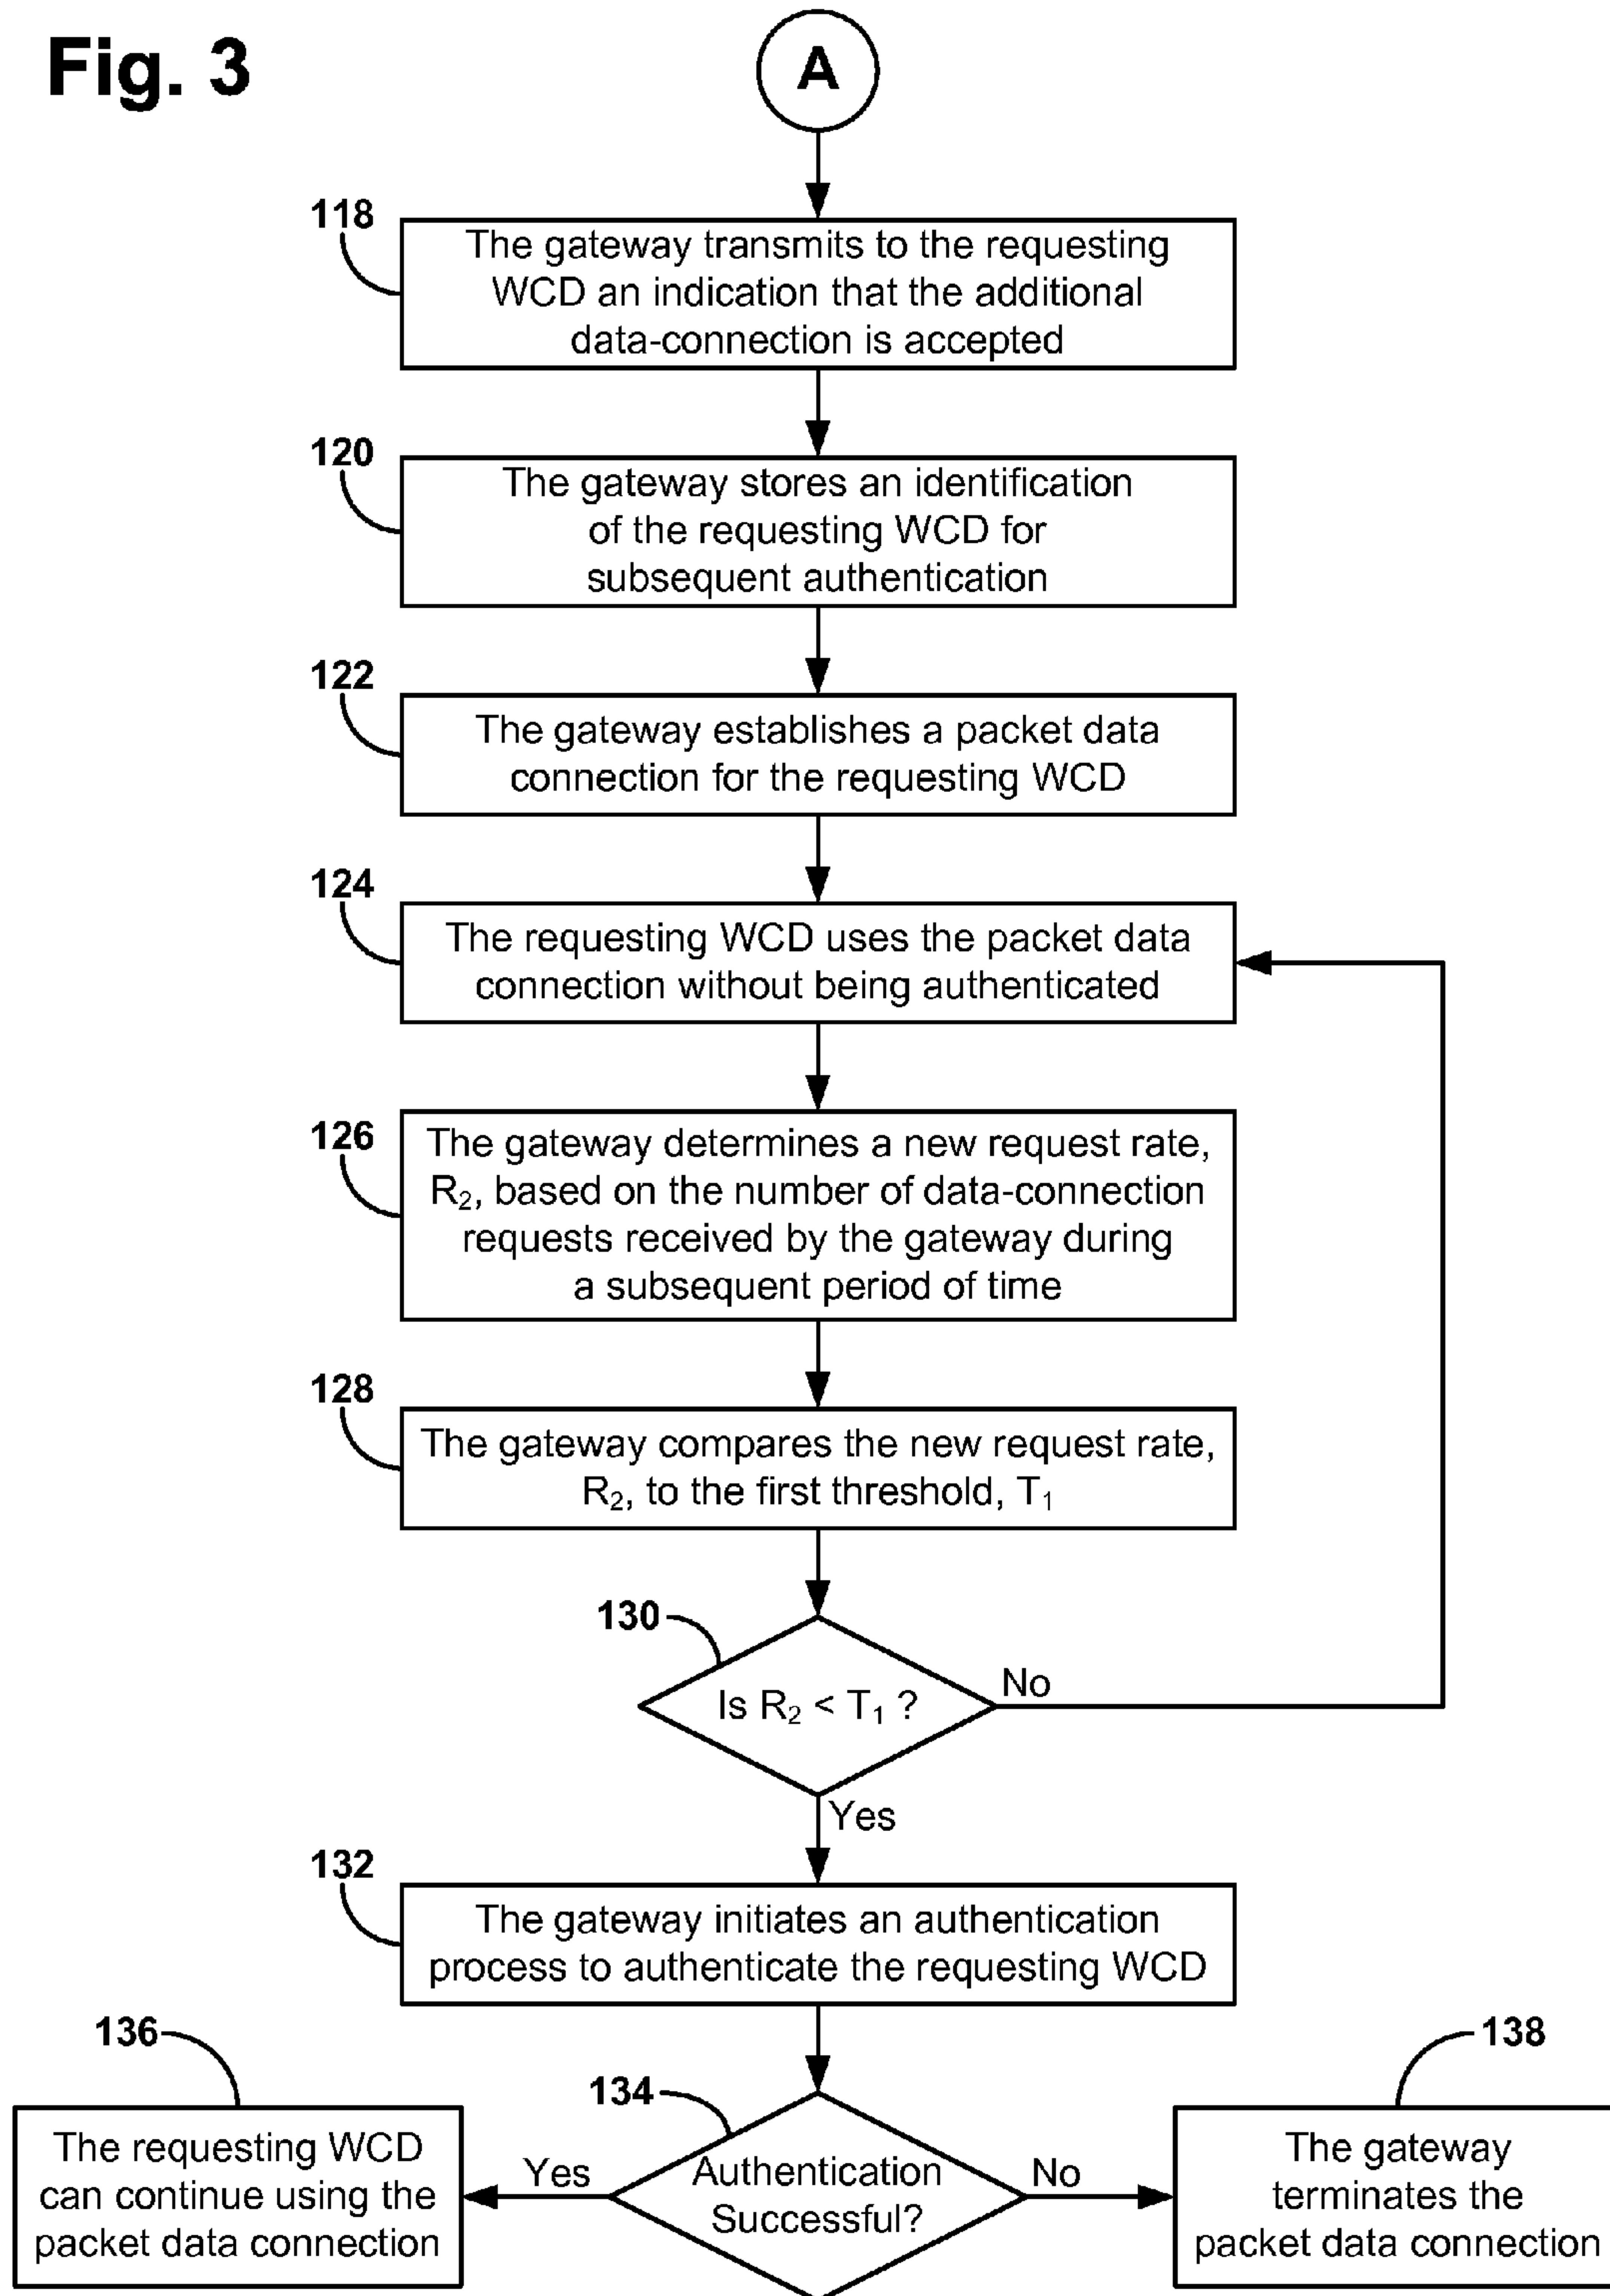 Fig. 3
A
118
The gateway transmits to the requesting
WCD an indication that the additional
data-connection is accepted
120
The gateway stores an identification
of the requesting WCD for
subsequent authentication
122
The gateway establishes a packet data
connection for the requesting WCD
124
The requesting WCD uses the packet data
connection without being authenticated
126
The gateway determines a new request rate,
R₂, based on the number of data-connection
requests received by the gateway during
a subsequent period of time
128
The gateway compares the new request rate,
R₂, to the first threshold, T₁
130
Is R₂ < T₁ ?
No
Yes
132
The gateway initiates an authentication
process to authenticate the requesting WCD
134
Authentication
Successful?
Yes
No
136
The requesting WCD
can continue using the
packet data connection
138
The gateway
terminates the
packet data connection